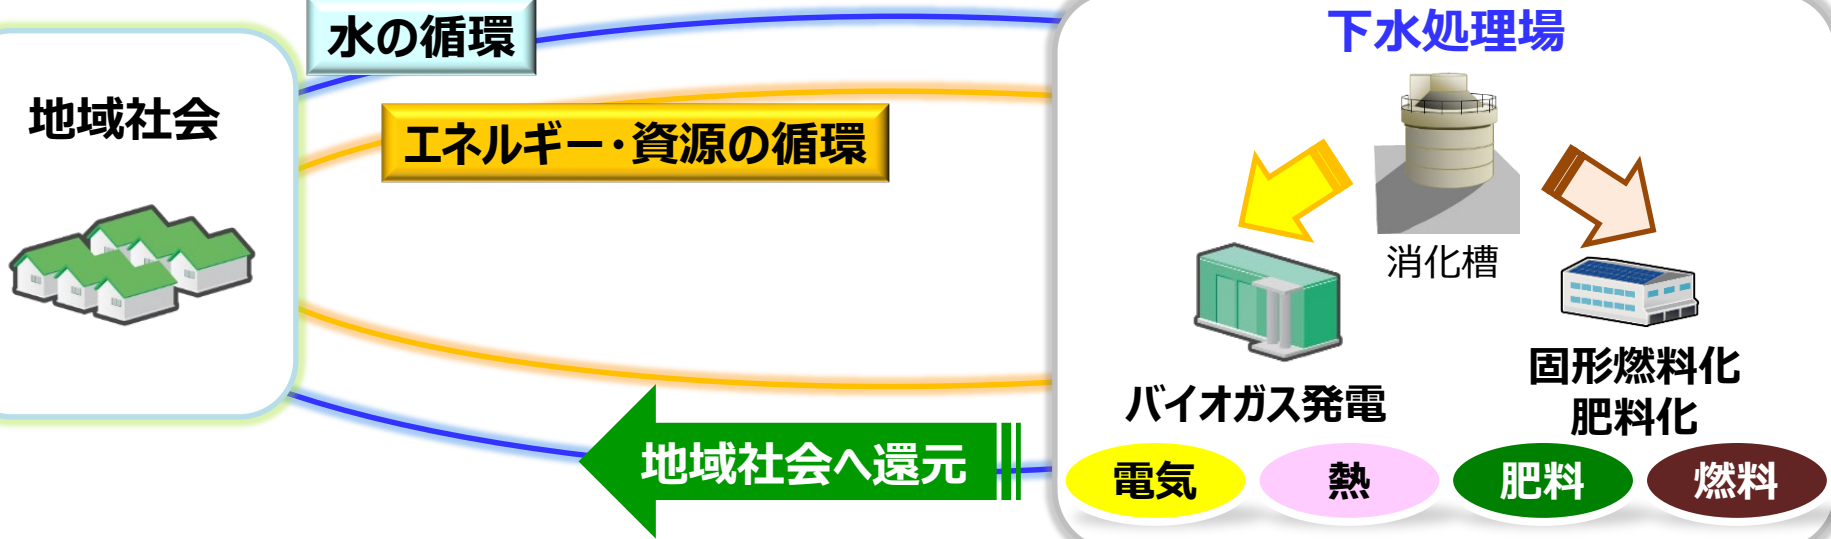 水の循環
下水処理場
地域社会
エネルギー・資源の循環
消化槽
バイオガス発電
固形燃料化
肥料化
地域社会へ還元
電気
熱
肥料
燃料